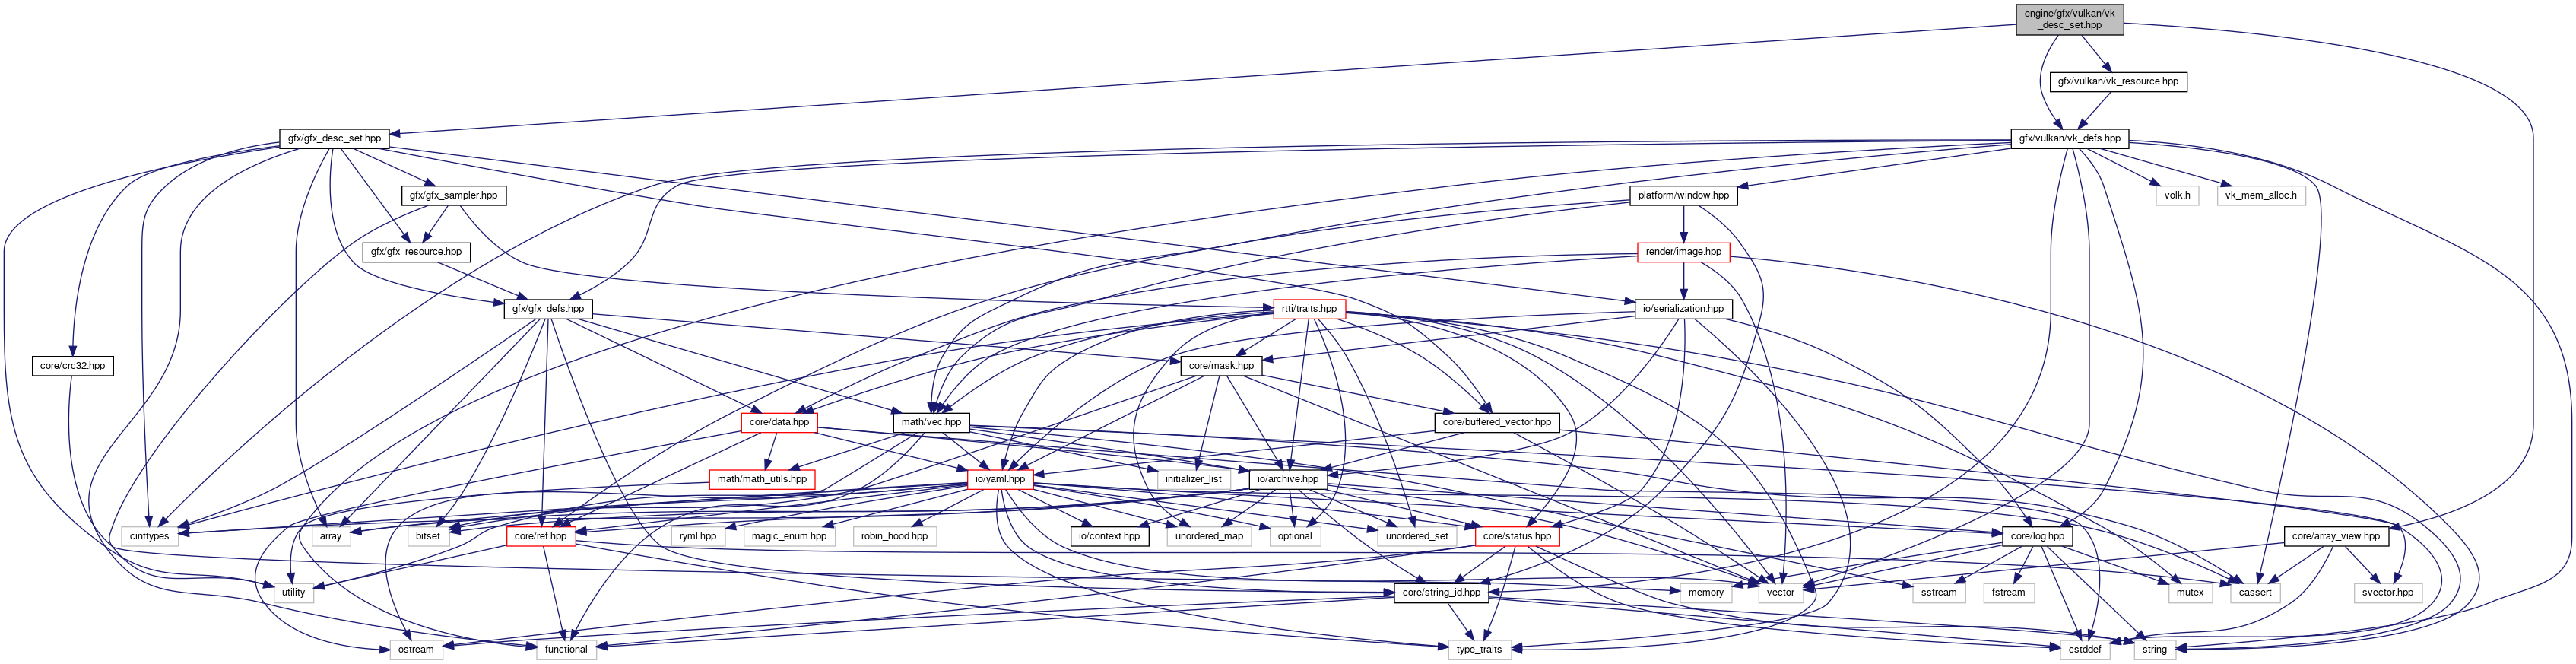 engine/gfx/vulkan/vk
_desc_set.hpp
gfx/vulkan/vk_resource.hpp
gfx/gfx_desc_set.hpp
gfx/vulkan/vk_defs.hpp
gfx/gfx_sampler.hpp
platform/window.hpp
volk.h
vk_mem_alloc.h
gfx/gfx_resource.hpp
render/image.hpp
gfx/gfx_defs.hpp
rtti/traits.hpp
io/serialization.hpp
core/crc32.hpp
core/mask.hpp
core/data.hpp
math/vec.hpp
core/buffered_vector.hpp
math/math_utils.hpp
io/yaml.hpp
initializer_list
io/archive.hpp
cinttypes
array
bitset
core/ref.hpp
ryml.hpp
magic_enum.hpp
robin_hood.hpp
io/context.hpp
unordered_map
optional
unordered_set
core/status.hpp
core/log.hpp
core/array_view.hpp
utility
core/string_id.hpp
memory
vector
sstream
fstream
mutex
cassert
svector.hpp
ostream
functional
type_traits
cstddef
string